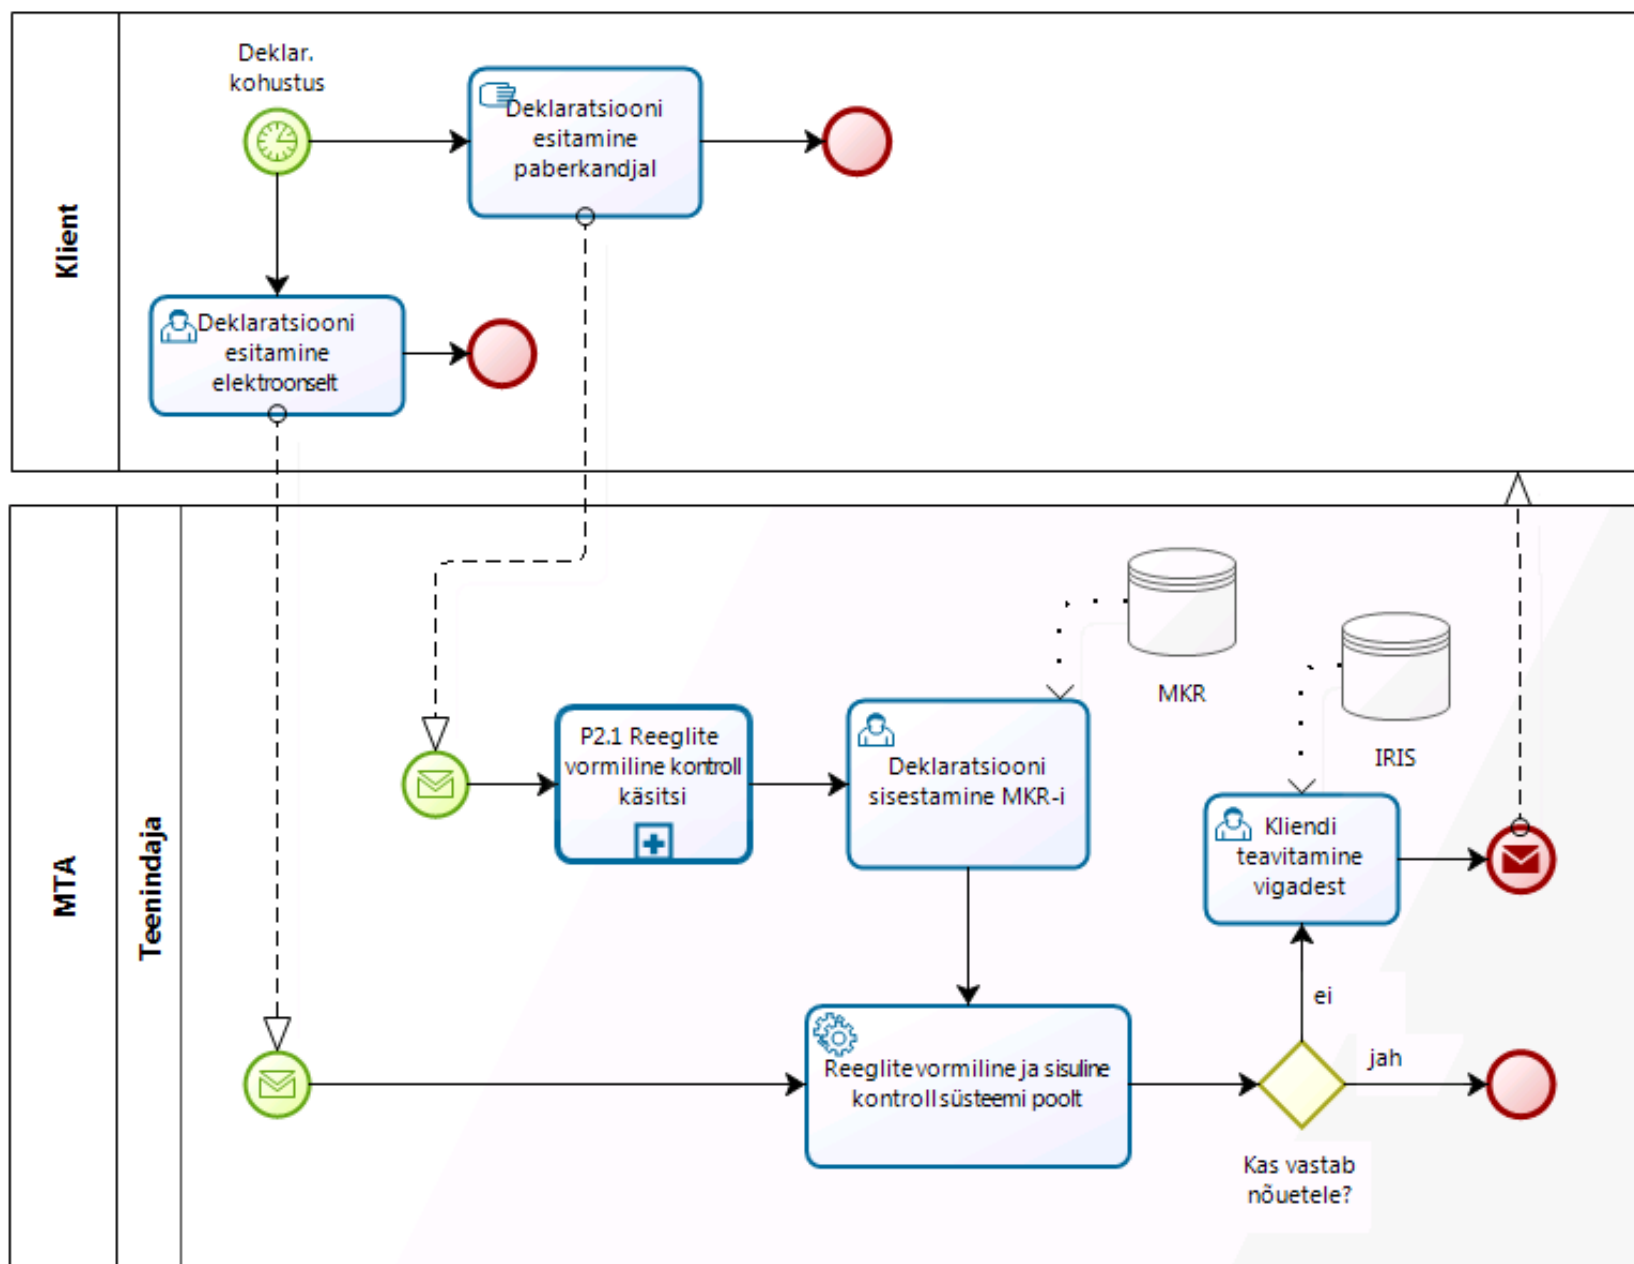 Klient
Deklar.
kohustus
Deklaratsiooni
esitamine
paberkandjal
Deklaratsiooni
esitamine
elektroonselt
MTA
Teenindaja
P2.1 Reeglite
vormiline kontroll
käsitsi
Deklaratsiooni
sisestamine MKR-i
MKR
IRIS
Kliendi
teavitamine
vigadest
ei
jah
Reeglite vormiline ja sisuline
kontroll süsteemi poolt
Kas vastab
nõuetele?